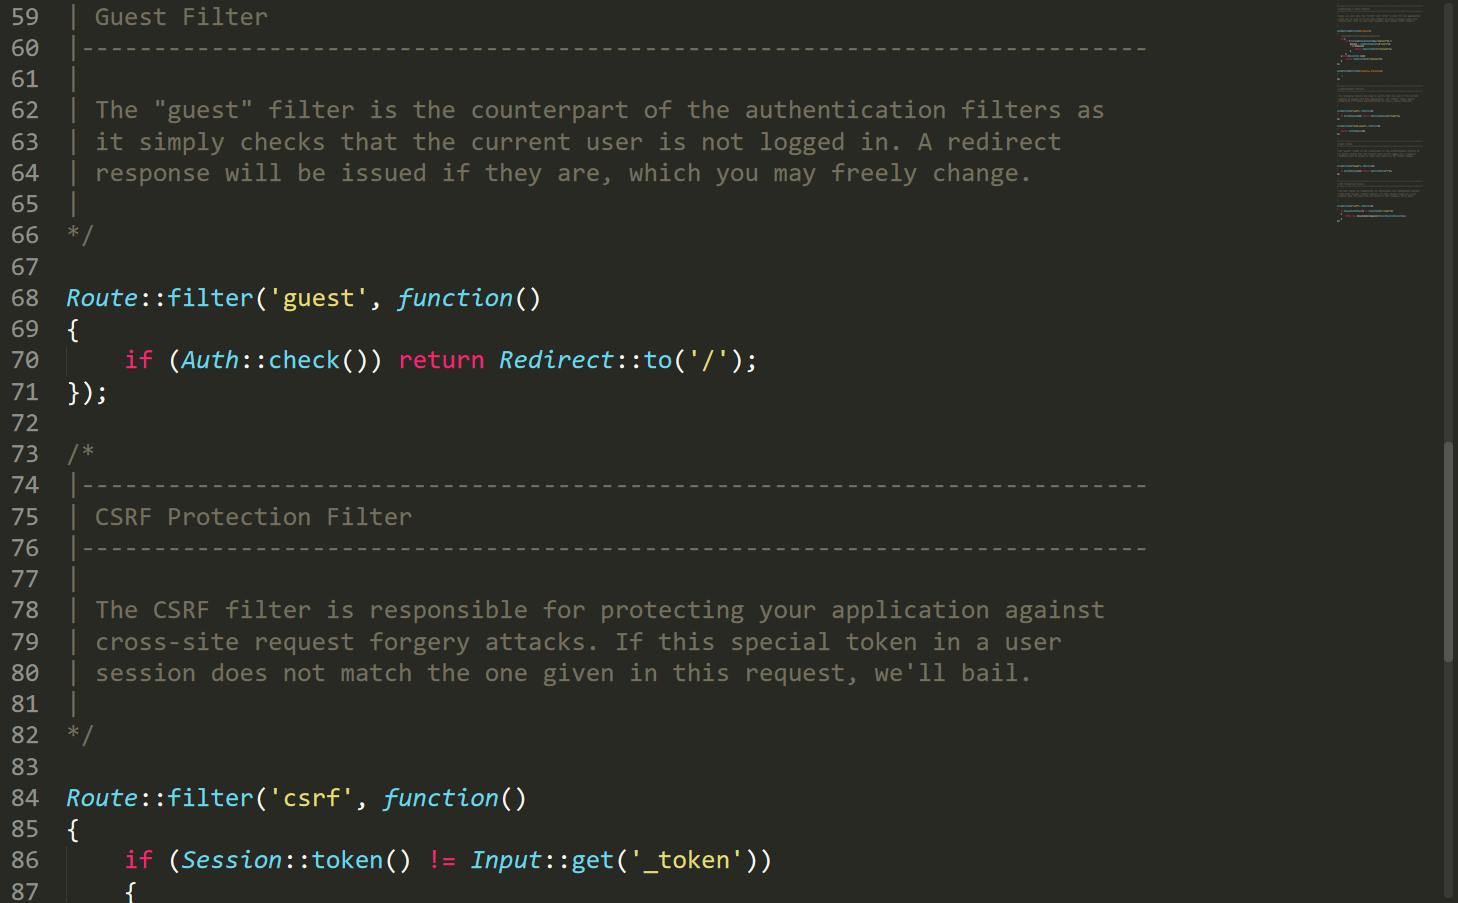 59 | Guest Filter
60 |--------------------------------------------------------------------------
61 |
62 | The "guest" filter is the counterpart of the authentication filters as
63 | it simply checks that the current user is not logged in. A redirect
64 | response will be issued if they are, which you may freely change.
65 |
66 */
67
68 Route::filter('guest', function()
69 {
70     if (Auth::check()) return Redirect::to('/');
71 });
72
73 /*
74 |--------------------------------------------------------------------------
75 | CSRF Protection Filter
76 |--------------------------------------------------------------------------
77 |
78 | The CSRF filter is responsible for protecting your application against
79 | cross-site request forgery attacks. If this special token in a user
80 | session does not match the one given in this request, we'll bail.
81 |
82 */
83
84 Route::filter('csrf', function()
85 {
86     if (Session::token() != Input::get('_token'))
87     {